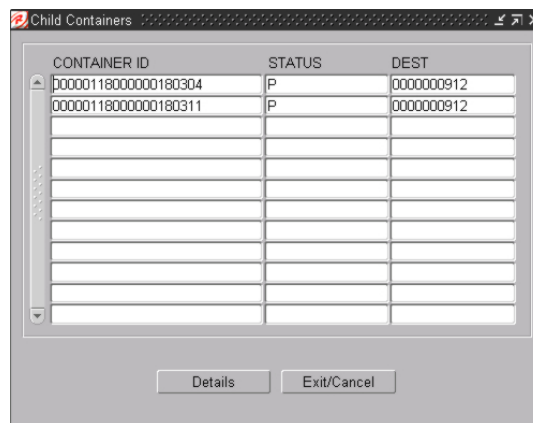 Child Containers
CONTAINER ID STATUS DEST
00000118000000180304 P 0000000912
00000118000000180311 P 0000000912
Details Exit/Cancel